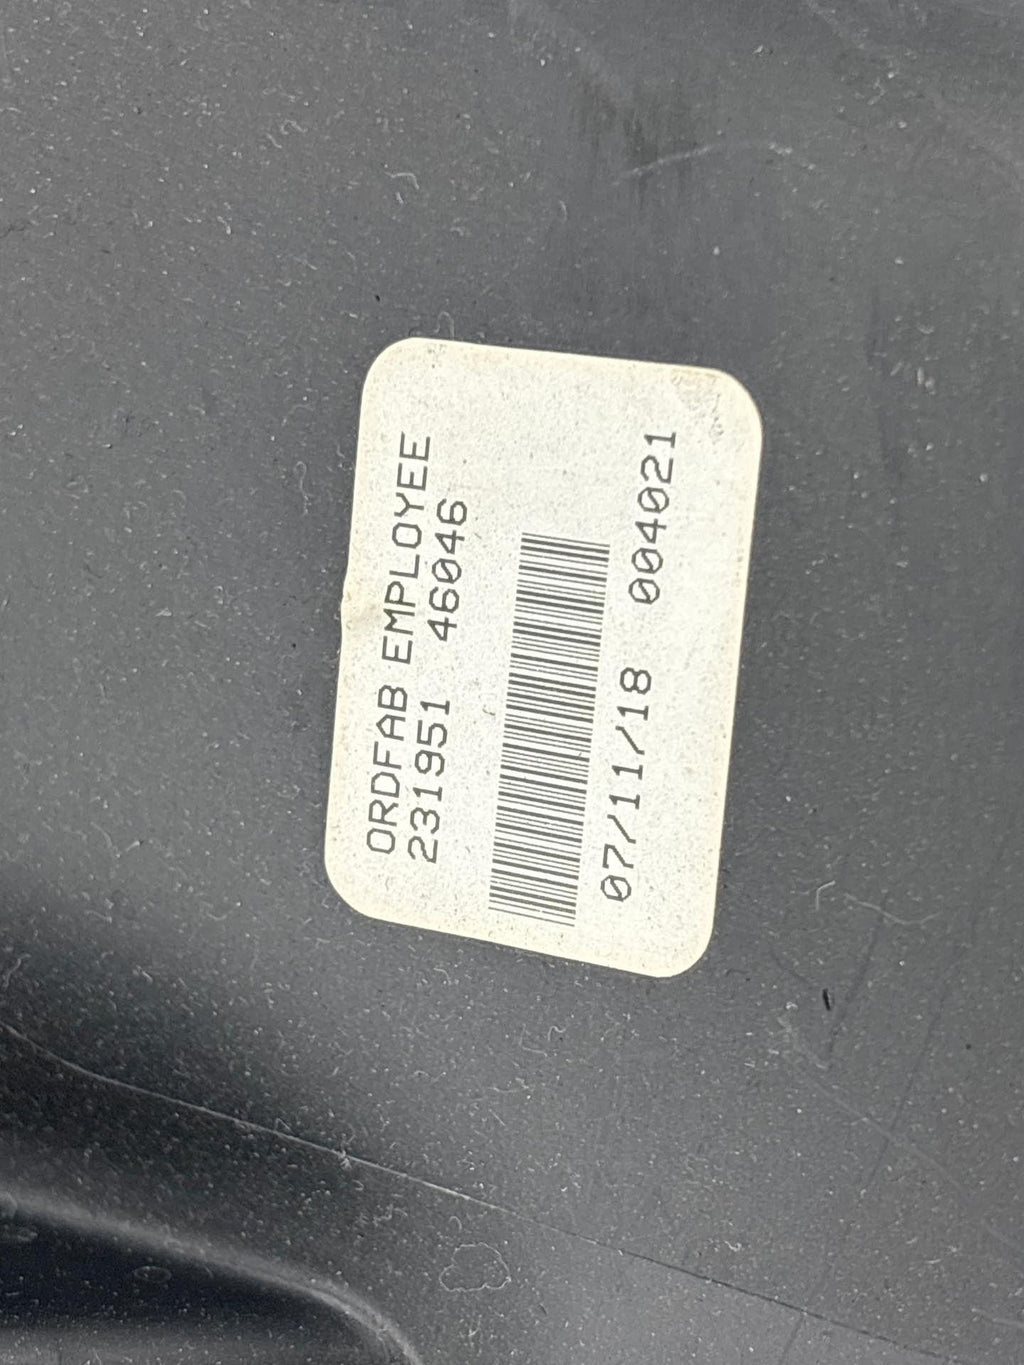 ORDFAB EMPLOYEE
231951 46046
07/11/18 004021